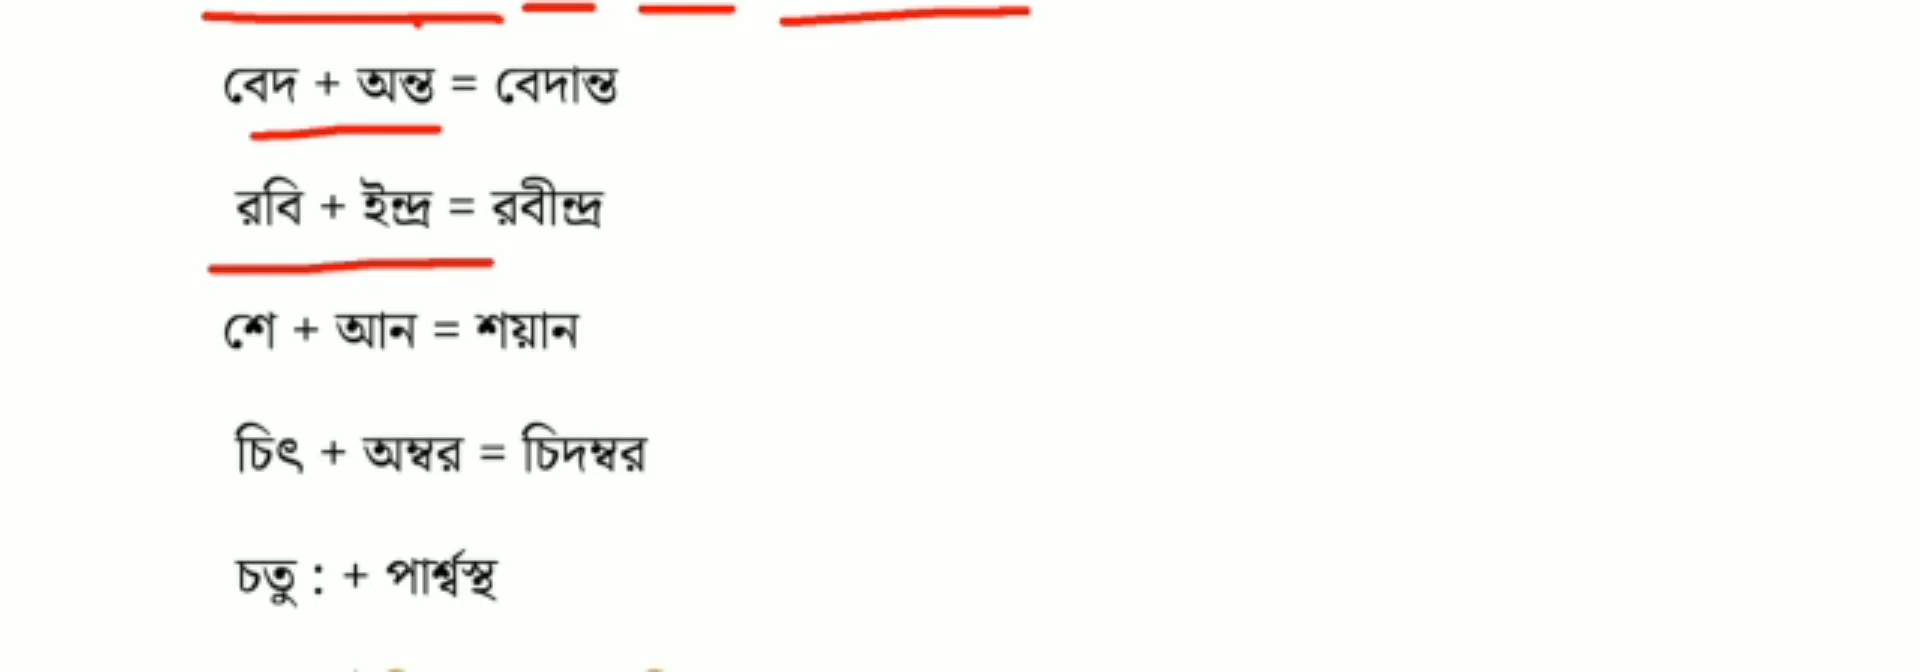 বেদ + অন্ত = বেদান্ত
রবি + ইন্দ্র = রবীন্দ্র
শে + আন = শয়ান
চিৎ + অম্বর = চিদম্বর
চতু : + পার্শ্বস্থ